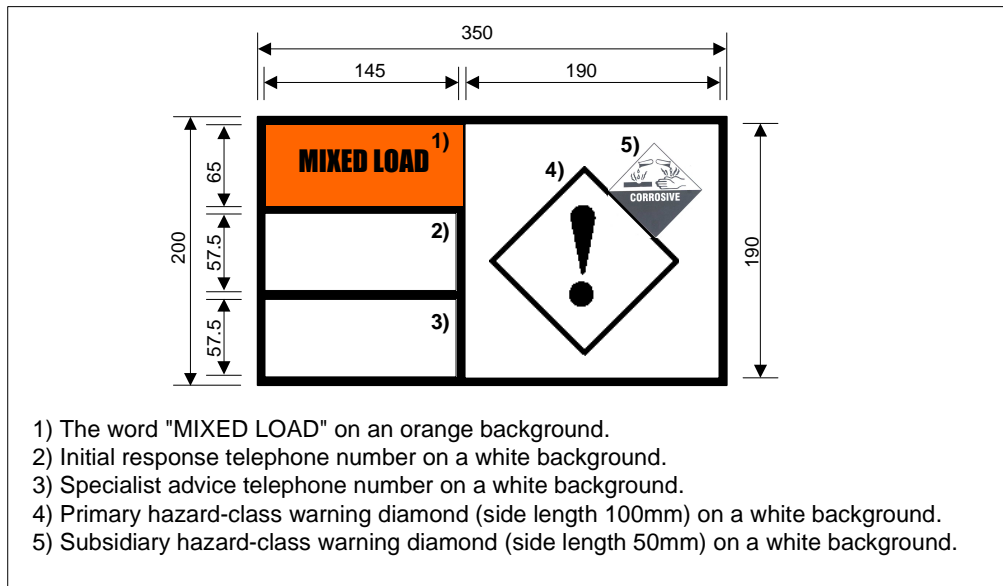 350
145 190
1)
MIXED LOAD
5)
4)
CORROSIVE
65
2)
200
57.5
190
3)
57.5
1) The word "MIXED LOAD" on an orange background.
2) Initial response telephone number on a white background.
3) Specialist advice telephone number on a white background.
4) Primary hazard-class warning diamond (side length 100mm) on a white background.
5) Subsidiary hazard-class warning diamond (side length 50mm) on a white background.